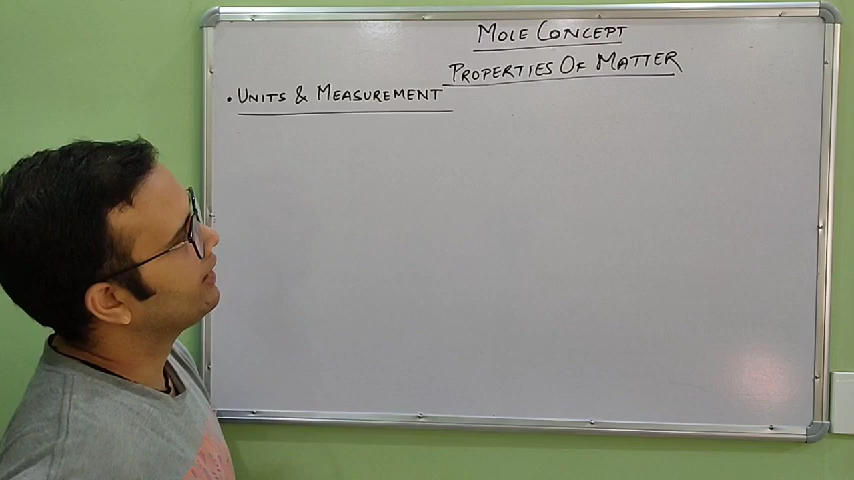 MOLE CONCEPT
PROPERTIES OF MATTER
• UNITS & MEASUREMENT